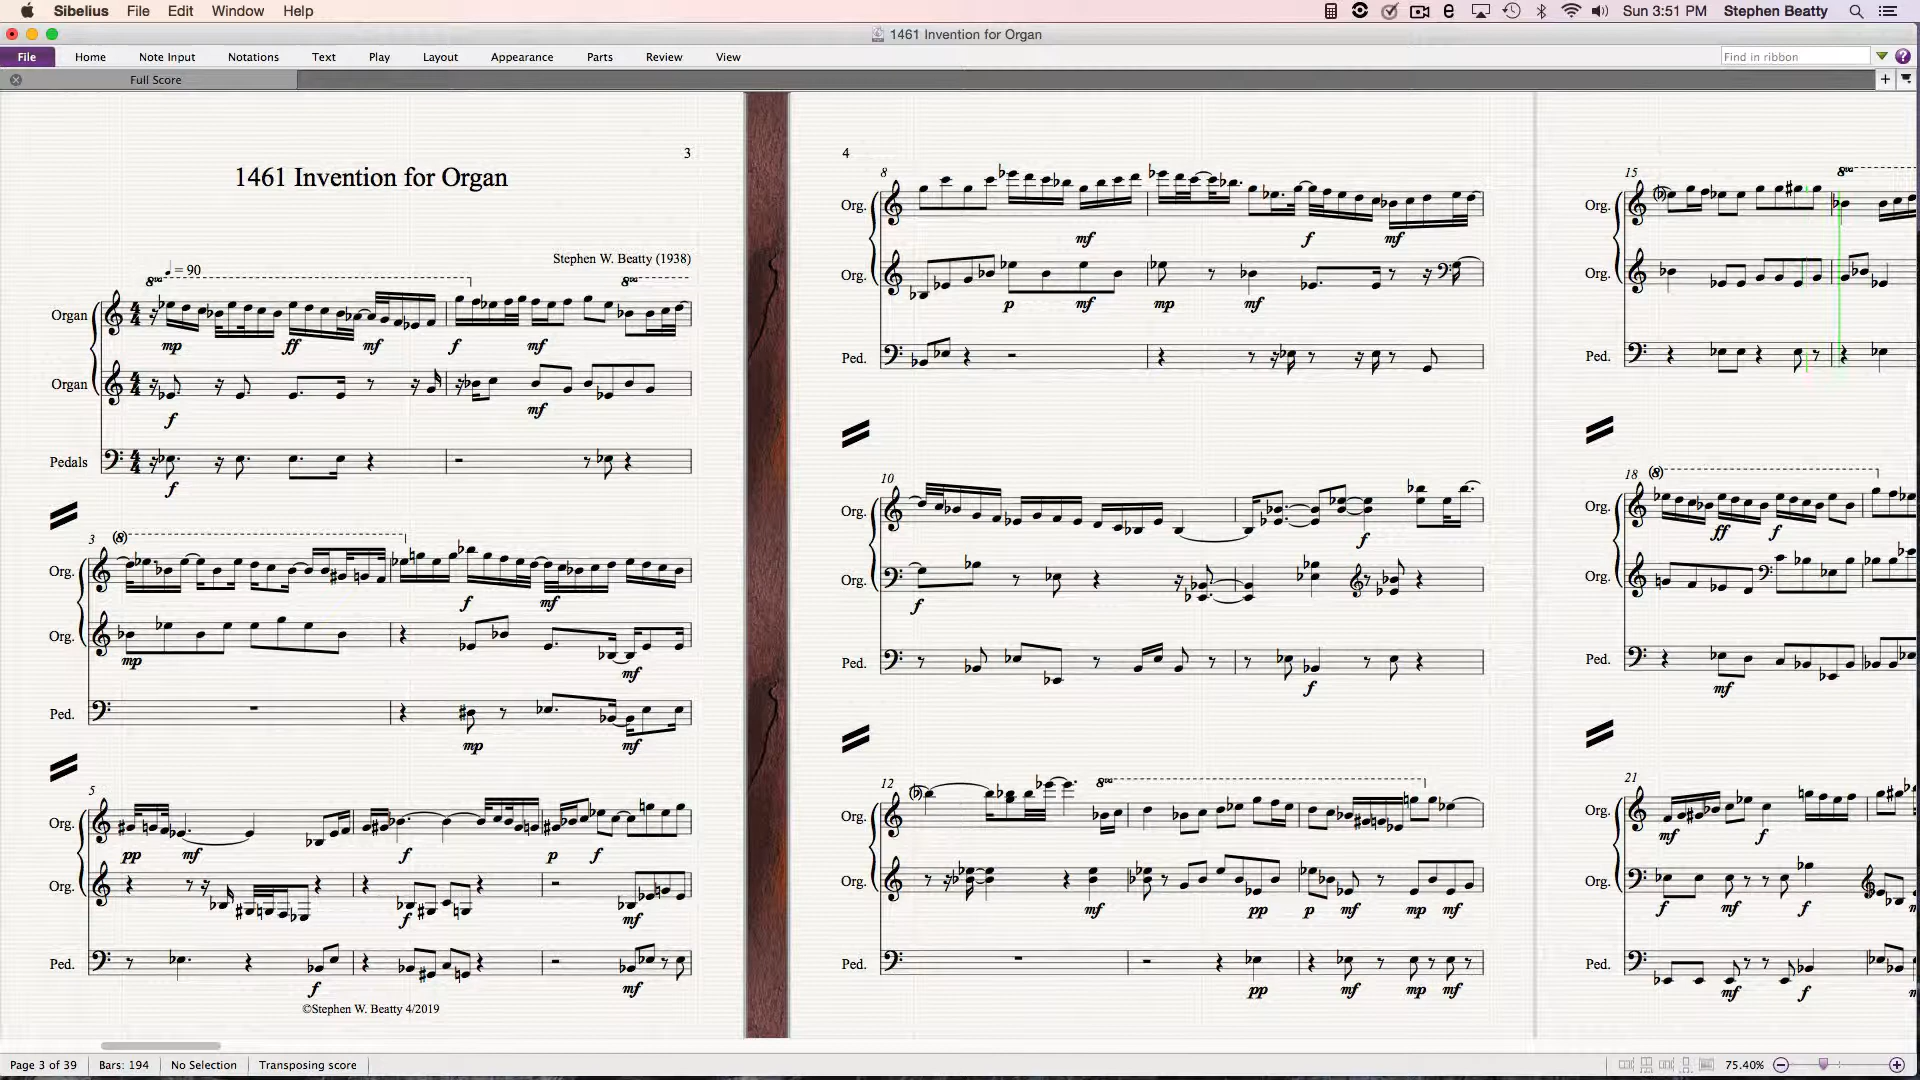 Sibelius File Edit Window Help
Sun 3:51 PM Stephen Beatty
1461 Invention for Organ
File Home Note Input Notations Text Play Layout Appearance Parts Review View
Find in ribbon
Full Score
3
1461 Invention for Organ
Stephen W. Beatty (1938)
= 90
8va 8va
Organ
mp ff mf f mf
Organ
f mf
Pedals
f
3
(8)
Org.
f mf
Org.
mp mf
Ped.
mp mf
5
Org.
pp mf f p f
Org.
f mf
Ped.
f mf
©Stephen W. Beatty 4/2019
4
8
Org.
mf f mf
Org.
p mf mp mf
Ped.
10
Org.
f
Org.
f
Ped.
f
12
8va
Org.
Org.
mf pp p mf mp mf
Ped.
pp mf mp mf
15
8va
Org.
Org.
Ped.
18
(8)
Org.
ff f
Org.
Ped.
mf
21
Org.
mf f
Org.
f mf f
Ped.
mf f
Page 3 of 39 Bars: 194 No Selection Transposing score
75.40%